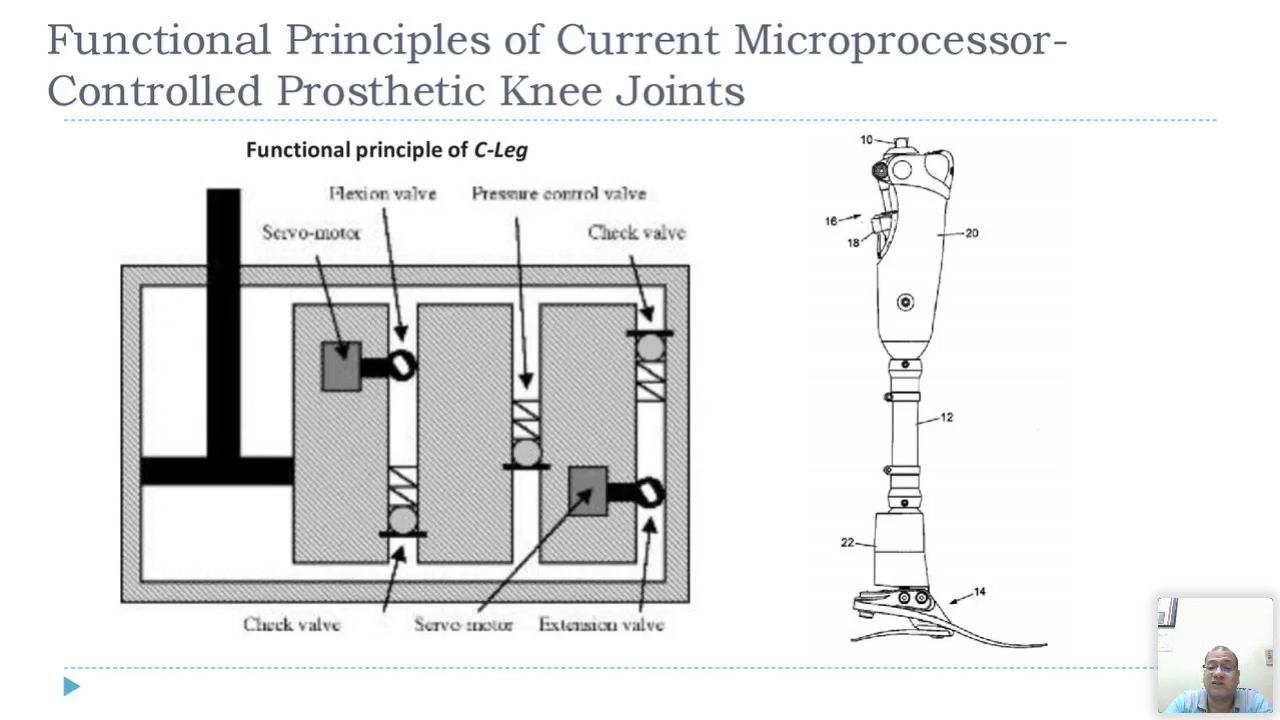 Functional Principles of Current Microprocessor-
Controlled Prosthetic Knee Joints
Functional principle of C-Leg
Flexion valve
Pressure control valve
Servo-motor
Check valve
Check valve
Servo-motor
Extension valve
10
16
18
20
12
22
14